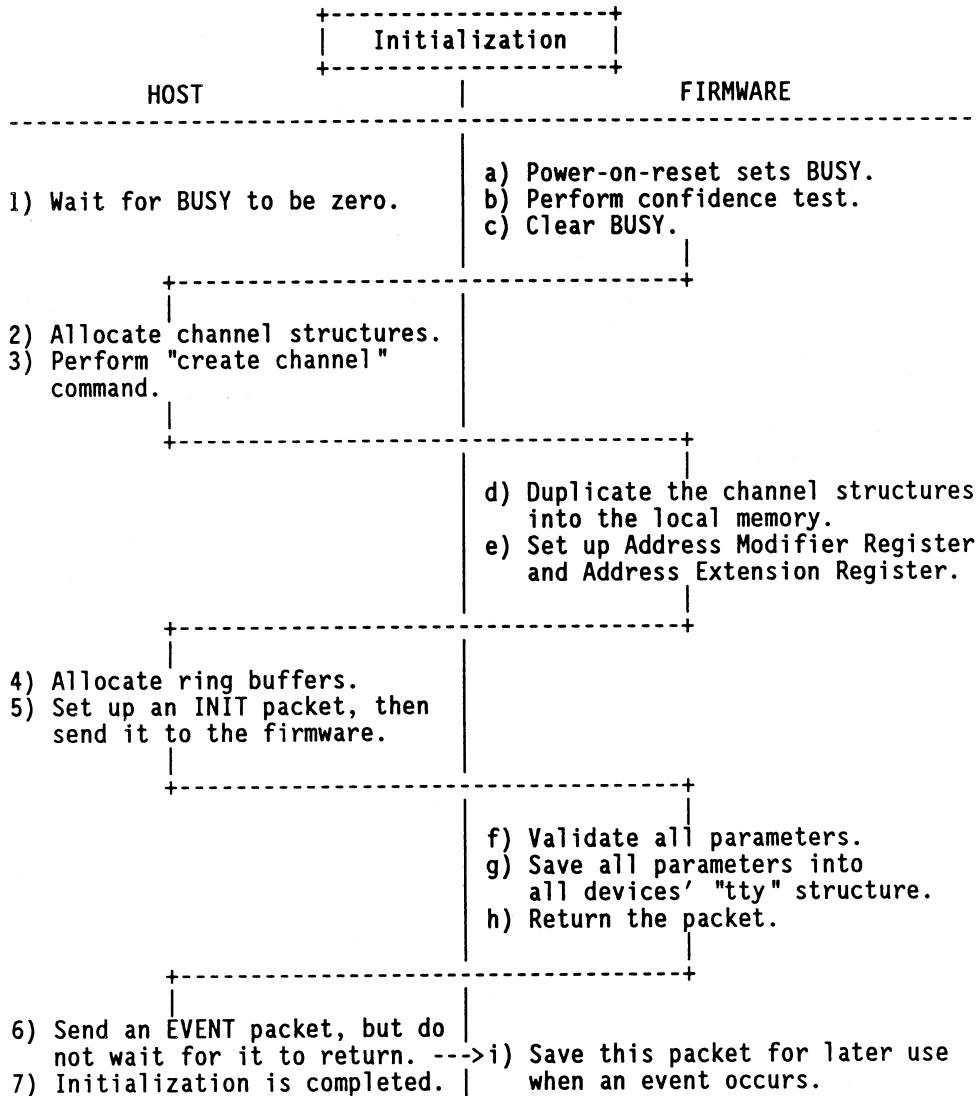 Initialization
HOST
FIRMWARE
1) Wait for BUSY to be zero.
a) Power-on-reset sets BUSY.
b) Perform confidence test.
c) Clear BUSY.
2) Allocate channel structures.
3) Perform "create channel"
command.
d) Duplicate the channel structures
into the local memory.
e) Set up Address Modifier Register
and Address Extension Register.
4) Allocate ring buffers.
5) Set up an INIT packet, then
send it to the firmware.
f) Validate all parameters.
g) Save all parameters into
all devices' "tty" structure.
h) Return the packet.
6) Send an EVENT packet, but do
not wait for it to return. --->
7) Initialization is completed.
i) Save this packet for later use
when an event occurs.